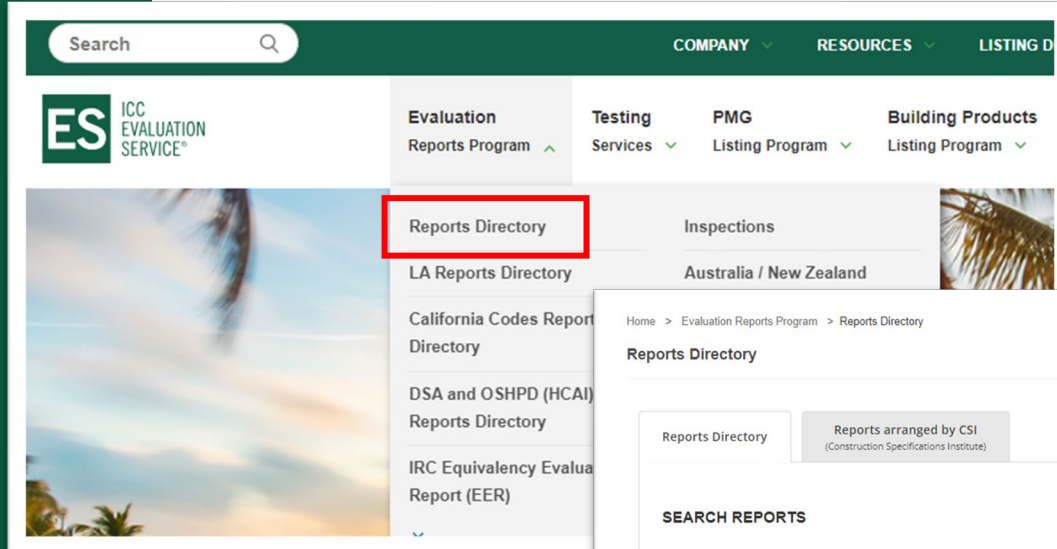 Search
COMPANY
RESOURCES
LISTING D
ES
ICC
EVALUATION
SERVICE®
Evaluation
Reports Program
Testing
Services
PMG
Listing Program
Building Products
Listing Program
Reports Directory
Inspections
LA Reports Directory
Australia / New Zealand
California Codes Report
Directory
DSA and OSHPD (HCAI)
Reports Directory
IRC Equivalency Evalua
Report (EER)
Home > Evaluation Reports Program > Reports Directory
Reports Directory
Reports Directory
Reports arranged by CSI
(Construction Specifications Institute)
SEARCH REPORTS